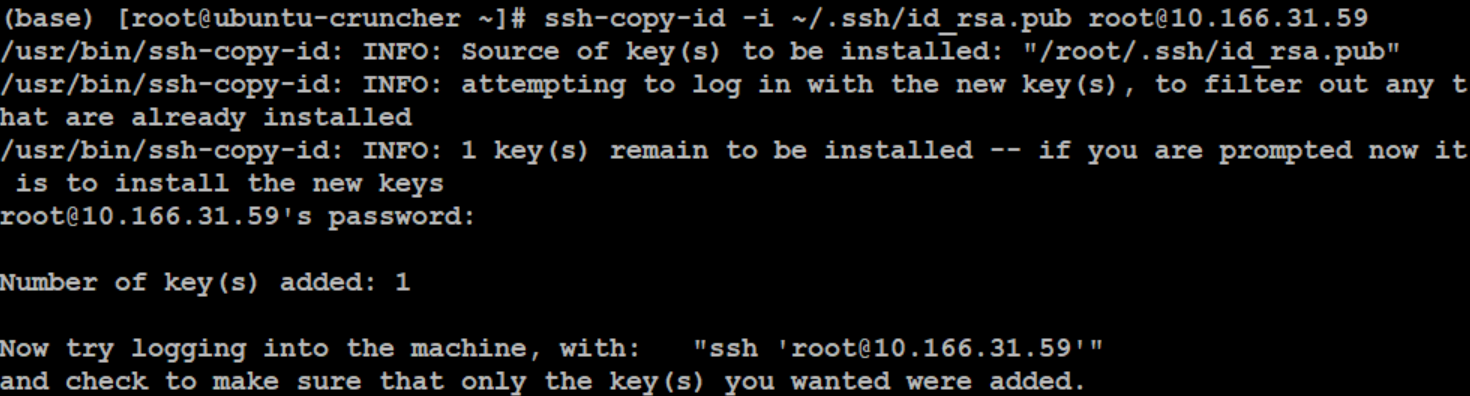 (base) [root@ubuntu-cruncher ~]# ssh-copy-id -i ~/.ssh/id_rsa.pub root@10.166.31.59
/usr/bin/ssh-copy-id: INFO: Source of key(s) to be installed: "/root/.ssh/id_rsa.pub"
/usr/bin/ssh-copy-id: INFO: attempting to log in with the new key(s), to filter out any t
hat are already installed
/usr/bin/ssh-copy-id: INFO: 1 key(s) remain to be installed -- if you are prompted now it
 is to install the new keys
root@10.166.31.59's password:

Number of key(s) added: 1

Now try logging into the machine, with:   "ssh 'root@10.166.31.59'"
and check to make sure that only the key(s) you wanted were added.